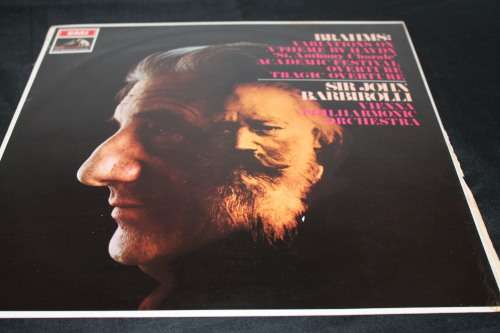 EMI
BRAHMS:
VARIATIONS ON
A THEME BY HAYDN
'St. Anthony Chorale'
ACADEMIC FESTIVAL
OVERTURE
TRAGIC OVERTURE
SIR JOHN
BARBIROLLI
VIENNA
PHILHARMONIC
ORCHESTRA